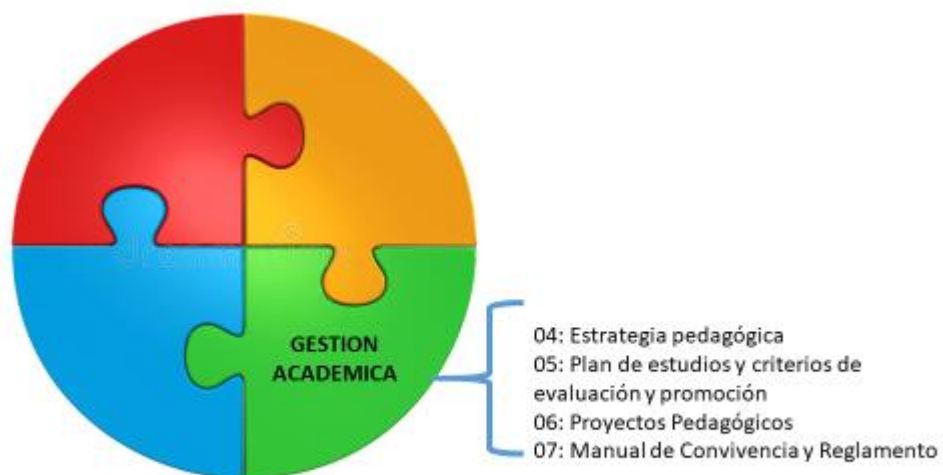 GESTION
ACADEMICA
04: Estrategia pedagógica
05: Plan de estudios y criterios de
evaluación y promoción
06: Proyectos Pedagógicos
07: Manual de Convivencia y Reglamento